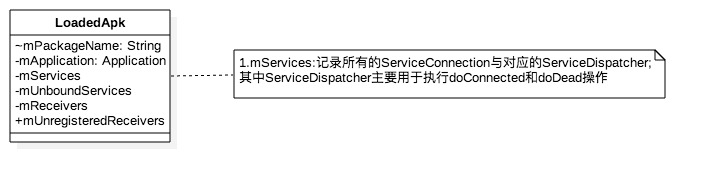 LoadedApk
~mPackageName: String
-mApplication: Application
-mServices
-mUnboundServices
-mReceivers
+mUnregisteredReceivers
1.mServices:记录所有的ServiceConnection与对应的ServiceDispatcher;
其中ServiceDispatcher主要用于执行doConnected和doDead操作